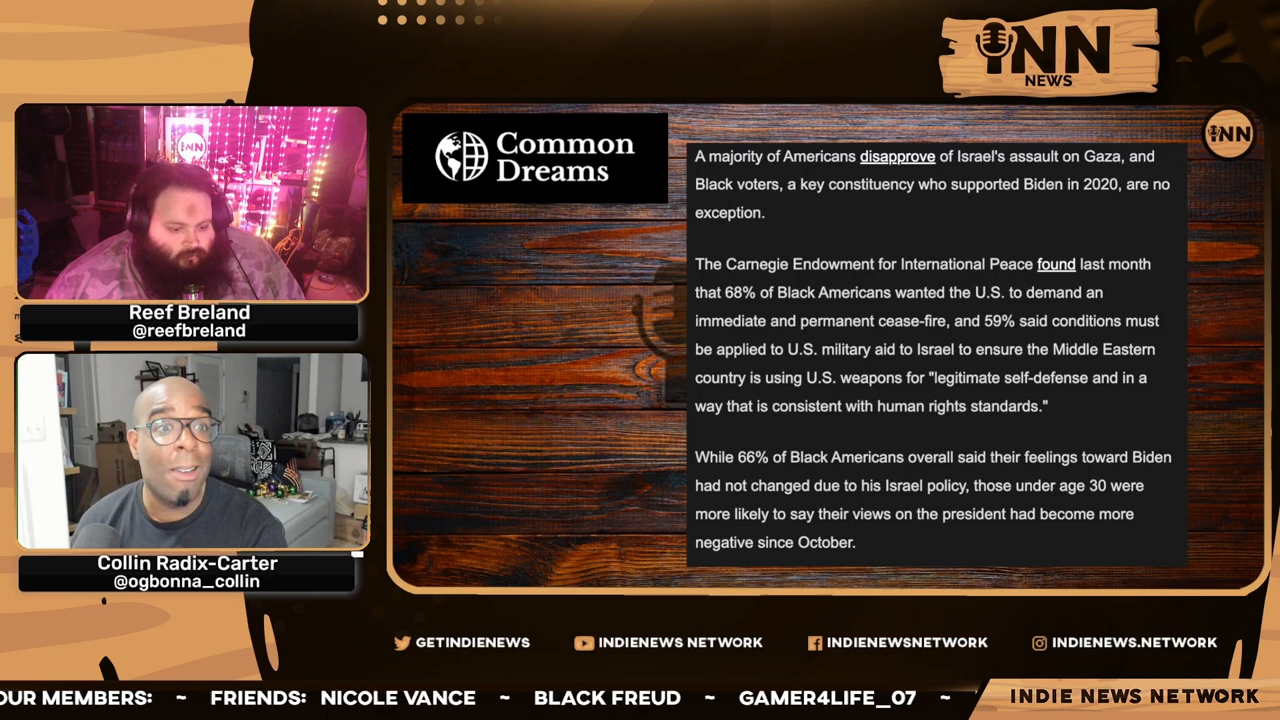 iNN
NEWS
iNN
Common
Dreams
iNN
A majority of Americans disapprove of Israel's assault on Gaza, and
Black voters, a key constituency who supported Biden in 2020, are no
exception.
The Carnegie Endowment for International Peace found last month
that 68% of Black Americans wanted the U.S. to demand an
immediate and permanent cease-fire, and 59% said conditions must
be applied to U.S. military aid to Israel to ensure the Middle Eastern
country is using U.S. weapons for "legitimate self-defense and in a
way that is consistent with human rights standards."
While 66% of Black Americans overall said their feelings toward Biden
had not changed due to his Israel policy, those under age 30 were
more likely to say their views on the president had become more
negative since October.
Reef Breland
@reefbreland
Collin Radix-Carter
@ogbonna_collin
GETINDIENEWS
INDIENEWS NETWORK
INDIENEWSNETWORK
INDIENEWS.NETWORK
OUR MEMBERS: ~ FRIENDS: NICOLE VANCE ~ BLACK FREUD ~ GAMER4LIFE_07 ~
INDIE NEWS NETWORK